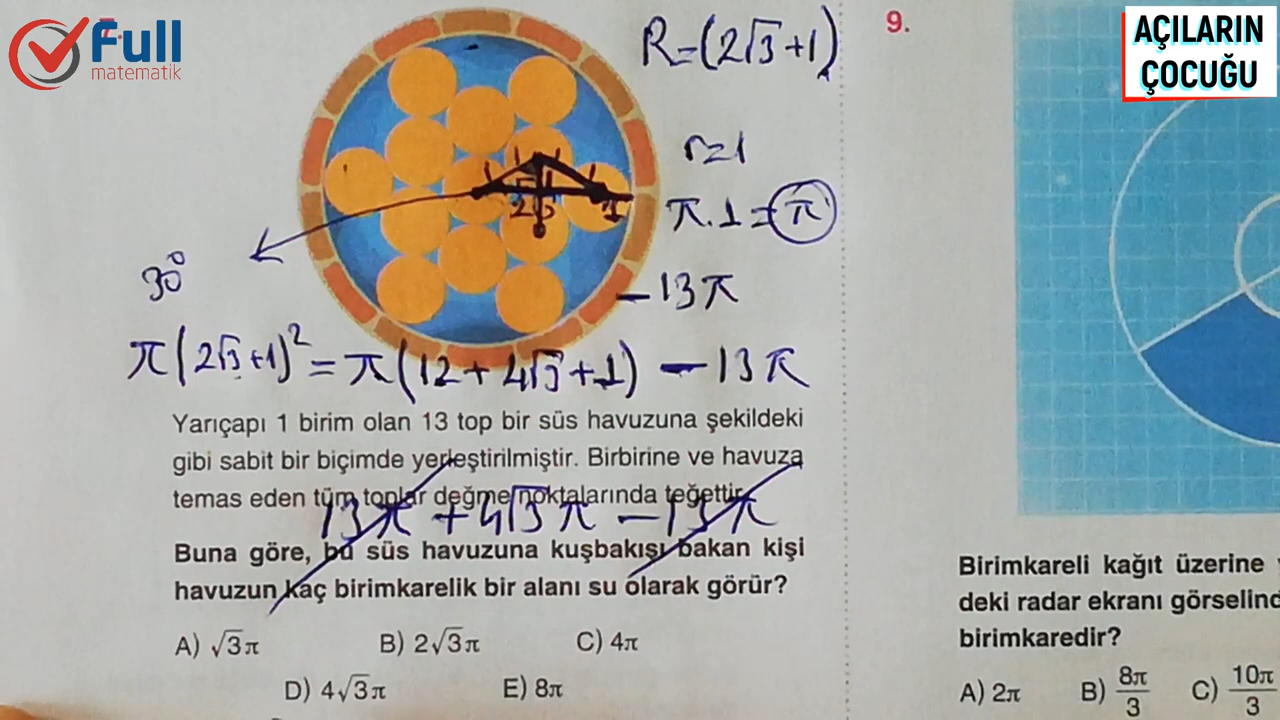 Full
matematik
AÇILARIN
ÇOCUĞU
9.
R=(2√3+1)
r=1
π.1=π
-13π
30°
π(2√3+1)²=π(12+4√3+1) -13π
Yarıçapı 1 birim olan 13 top bir süs havuzuna şekildeki
gibi sabit bir biçimde yerleştirilmiştir. Birbirine ve havuza
temas eden tüm toplar değme noktalarında teğettir.
13π +4√3π -13π
Buna göre, bu süs havuzuna kuşbakışı bakan kişi
havuzun kaç birimkarelik bir alanı su olarak görür?
A) √3π B) 2√3π C) 4π
D) 4√3π E) 8π
Birimkareli kağıt üzerine
deki radar ekranı görselind
birimkaredir?
A) 2π B) 8π/3 C) 10π/3